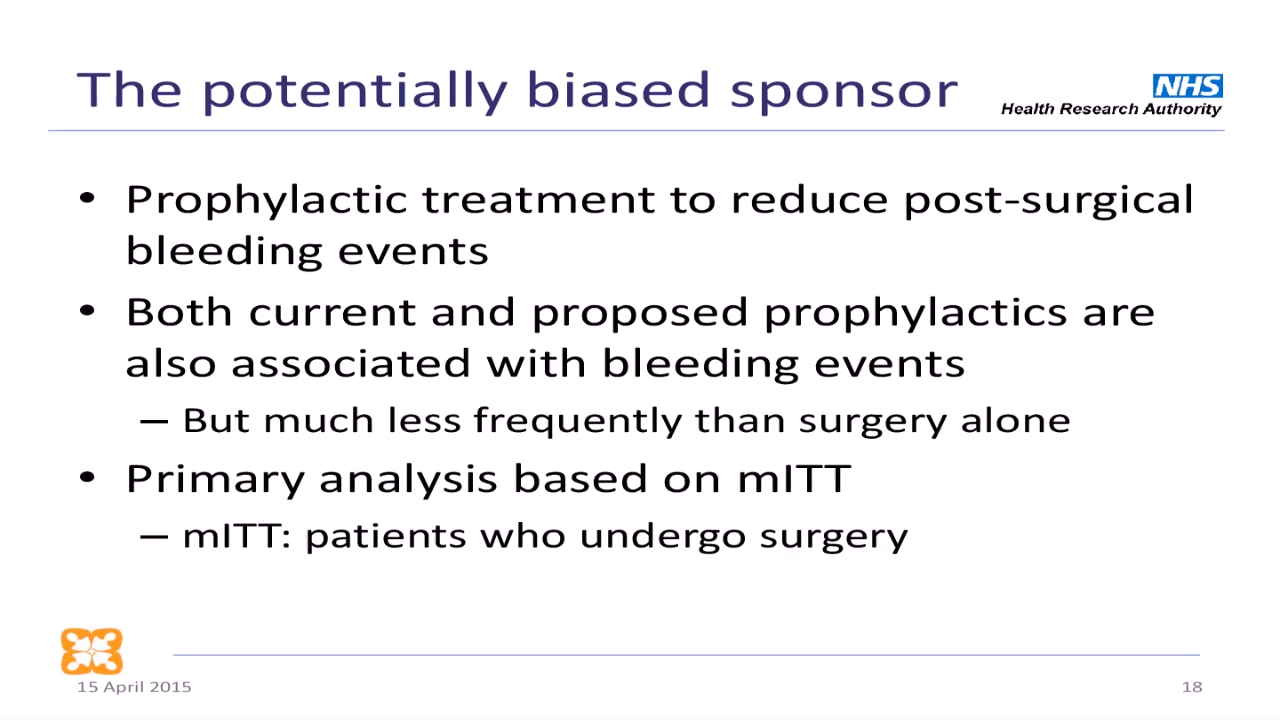 The potentially biased sponsor
NHS
Health Research Authority
• Prophylactic treatment to reduce post-surgical
bleeding events
• Both current and proposed prophylactics are
also associated with bleeding events
– But much less frequently than surgery alone
• Primary analysis based on mITT
– mITT: patients who undergo surgery
15 April 2015
18